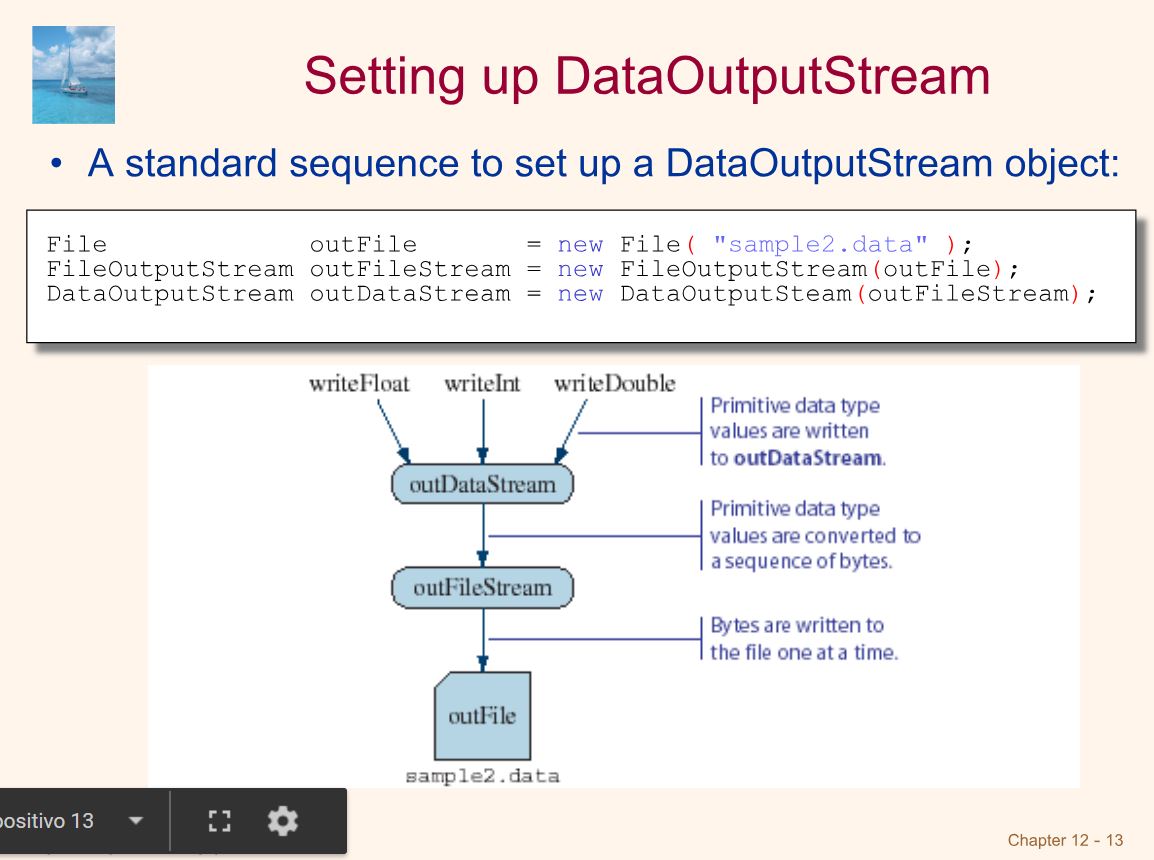 Setting up DataOutputStream
• A standard sequence to set up a DataOutputStream object:
File outFile = new File( "sample2.data" );
FileOutputStream outFileStream = new FileOutputStream(outFile);
DataOutputStream outDataStream = new DataOutputSteam(outFileStream);
writeFloat writeInt writeDouble
Primitive data type
values are written
to outDataStream.
outDataStream
Primitive data type
values are converted to
a sequence of bytes.
outFileStream
Bytes are written to
the file one at a time.
outFile
sample2.data
positivo 13
Chapter 12 - 13